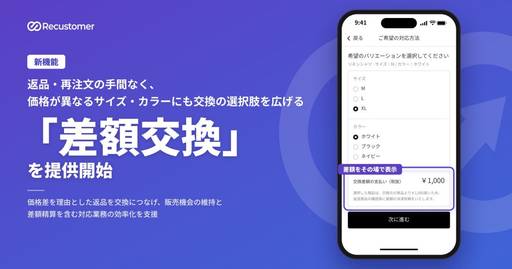 Recustomer
新機能
返品・再注文の手間なく、
価格が異なるサイズ・カラーにも交換の選択肢を広げる
「差額交換」
を提供開始
価格差を理由とした返品を交換につなげ、販売機会の維持と
差額精算を含む対応業務の効率化を支援
9:41
戻る
ご希望の対応方法
希望のバリエーションを選択してください
サイズ
M
L
XL
カラー
ホワイト
ブラック
ネイビー
差額をその場で表示
交換差額の支払い（税抜）
¥1,000
次に進む